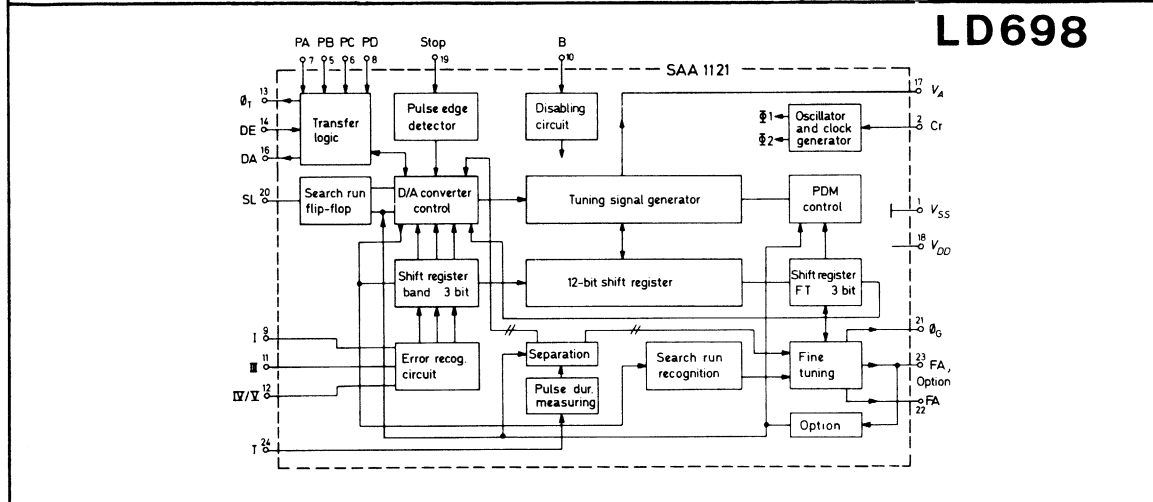 LD698
PA PB PC PD Stop B
7 5 6 8 19 10
SAA 1121
17 V_A
13 Ø_T
Transfer logic
Pulse edge detector
Disabling circuit
Φ1
Φ2
Oscillator and clock generator
2 Cr
14 DE
16 DA
SL 20
Search run flip-flop
D/A converter control
Tuning signal generator
PDM control
1 V_SS
18 V_DD
Shift register band 3 bit
12-bit shift register
Shift register FT 3 bit
21 Ø_G
I 9
III 11
IV/V 12
Error recog. circuit
Separation
Pulse dur. measuring
Search run recognition
Fine tuning
23 FA, Option
FA 22
Option
T 24